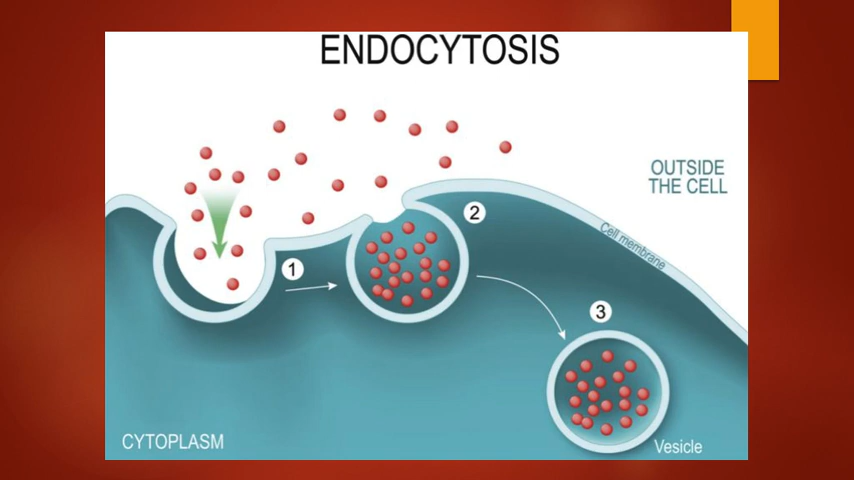 ENDOCYTOSIS
OUTSIDE
THE CELL
2
Cell membrane
1
3
CYTOPLASM
Vesicle